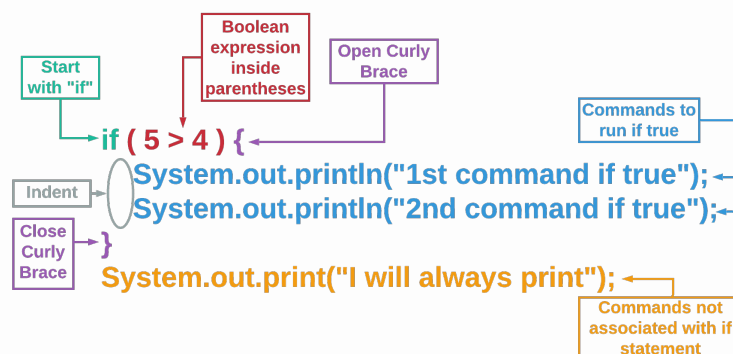 Boolean
expression
inside
parentheses
Open Curly
Brace
Start
with "if"
Commands to
run if true
if ( 5 > 4 ) {
System.out.println("1st command if true");
Indent
System.out.println("2nd command if true");
Close
Curly
Brace
}
System.out.print("I will always print");
Commands not
associated with if
statement